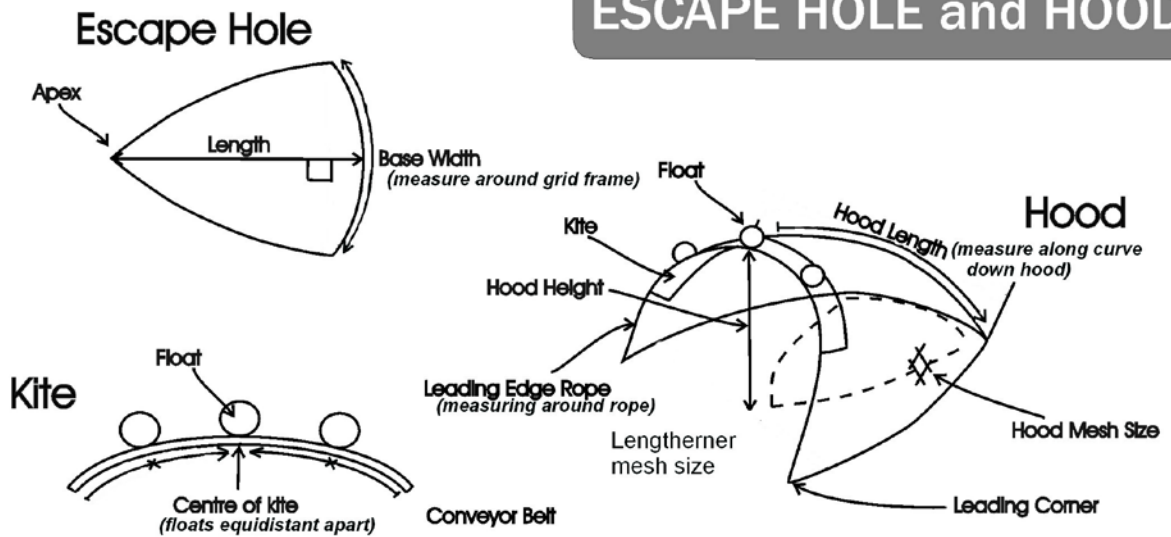 ESCAPE HOLE and HOOD
Escape Hole
Apex
Length
Base Width
(measure around grid frame)
Float
Kite
Hood Height
Hood Length
(measure along curve
down hood)
Hood
Leading Edge Rope
(measuring around rope)
Lengtherner
mesh size
Hood Mesh Size
Leading Corner
Kite
Float
Centre of kite
(floats equidistant apart)
Conveyor Belt